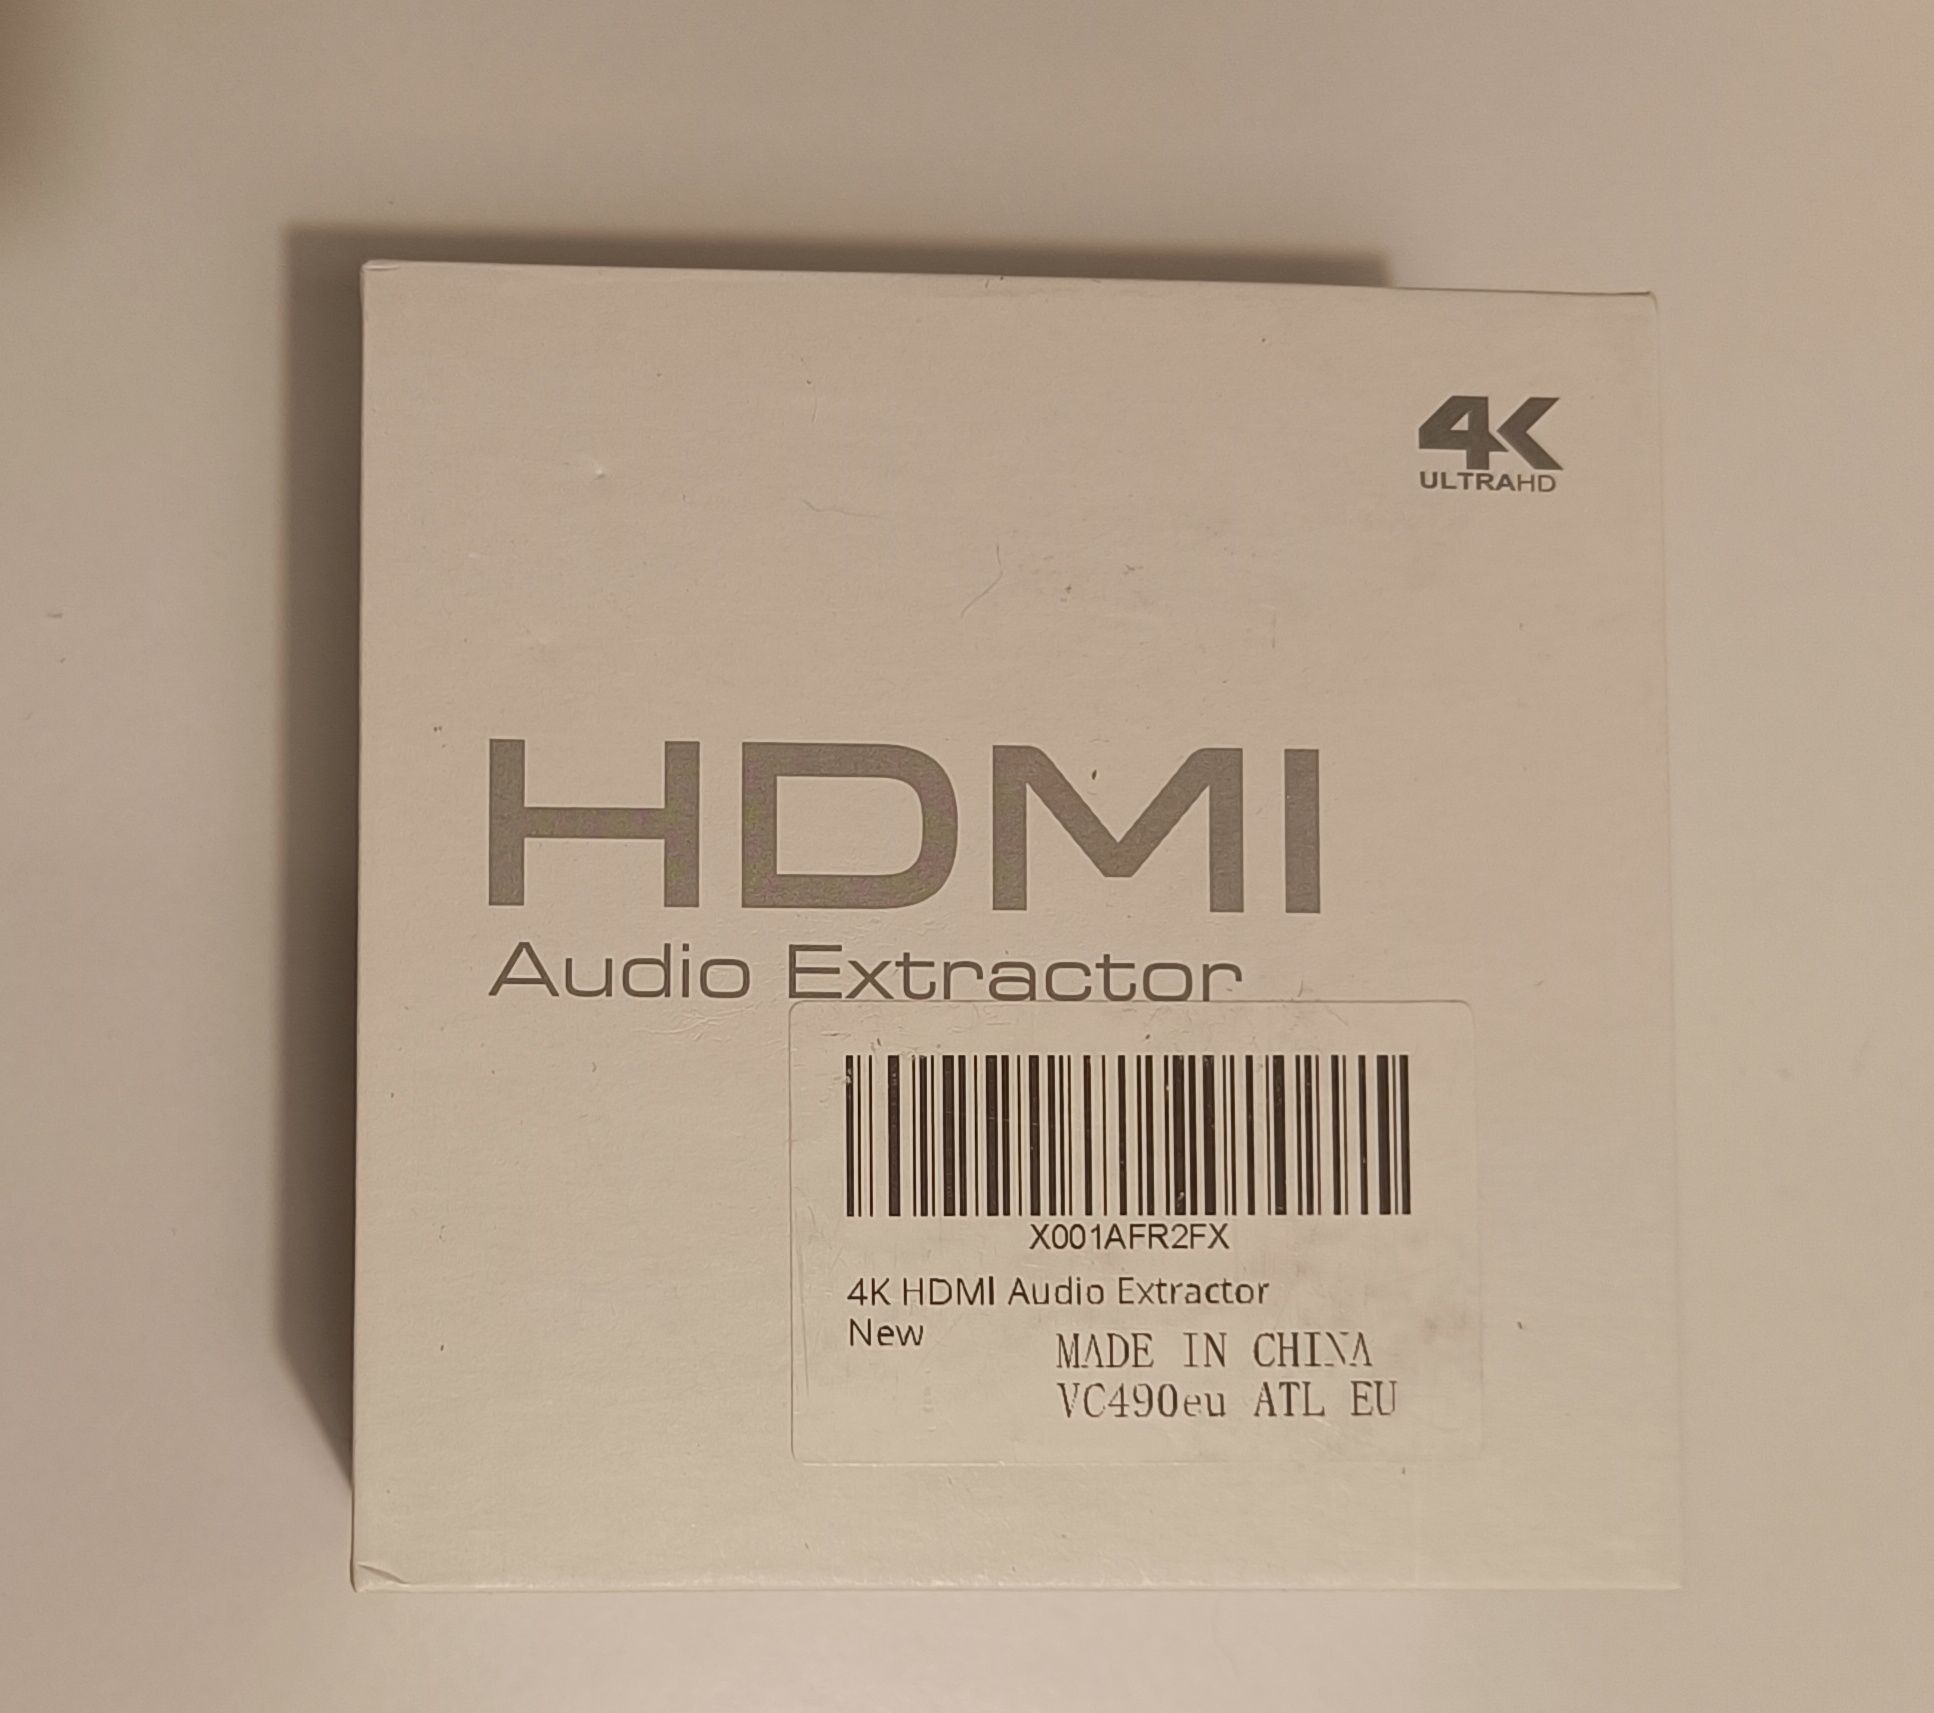 4K
ULTRAHD
HDMI
Audio Extractor
X001AFR2FX
4K HDMI Audio Extractor
New
MADE IN CHINA
VC490eu ATL EU